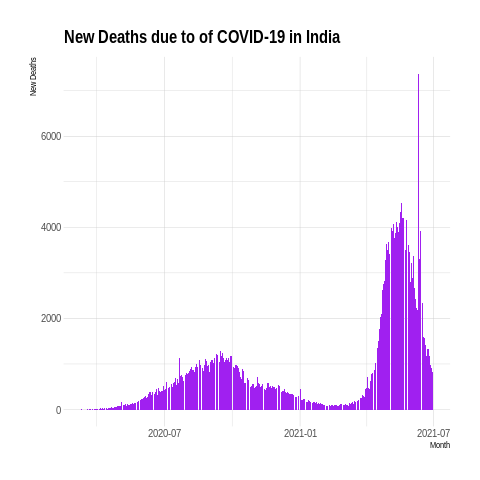 New Deaths due to of COVID-19 in India
New Deaths
6000
4000
2000
0
2020-07
2021-01
2021-07
Month